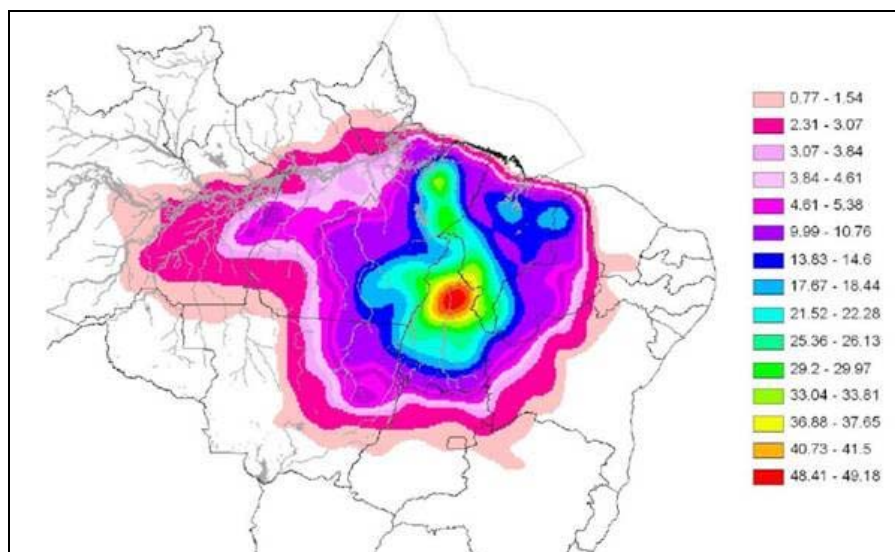 0.77 - 1.54
2.31 - 3.07
3.07 - 3.84
3.84 - 4.61
4.61 - 5.38
9.99 - 10.76
13.83 - 14.6
17.67 - 18.44
21.52 - 22.28
25.36 - 26.13
29.2 - 29.97
33.04 - 33.81
36.88 - 37.65
40.73 - 41.5
48.41 - 49.18